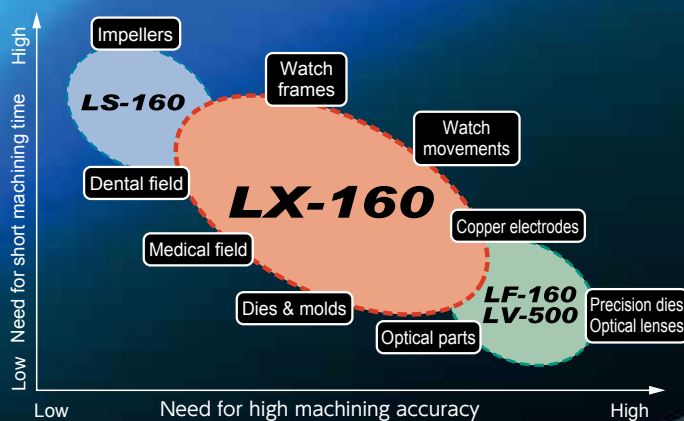 High
Need for short machining time
Low
Impellers
LS-160
Watch
frames
Watch
movements
Dental field
LX-160
Copper electrodes
Medical field
LF-160
LV-500
Precision dies
Optical lenses
Dies & molds
Optical parts
Low
Need for high machining accuracy
High